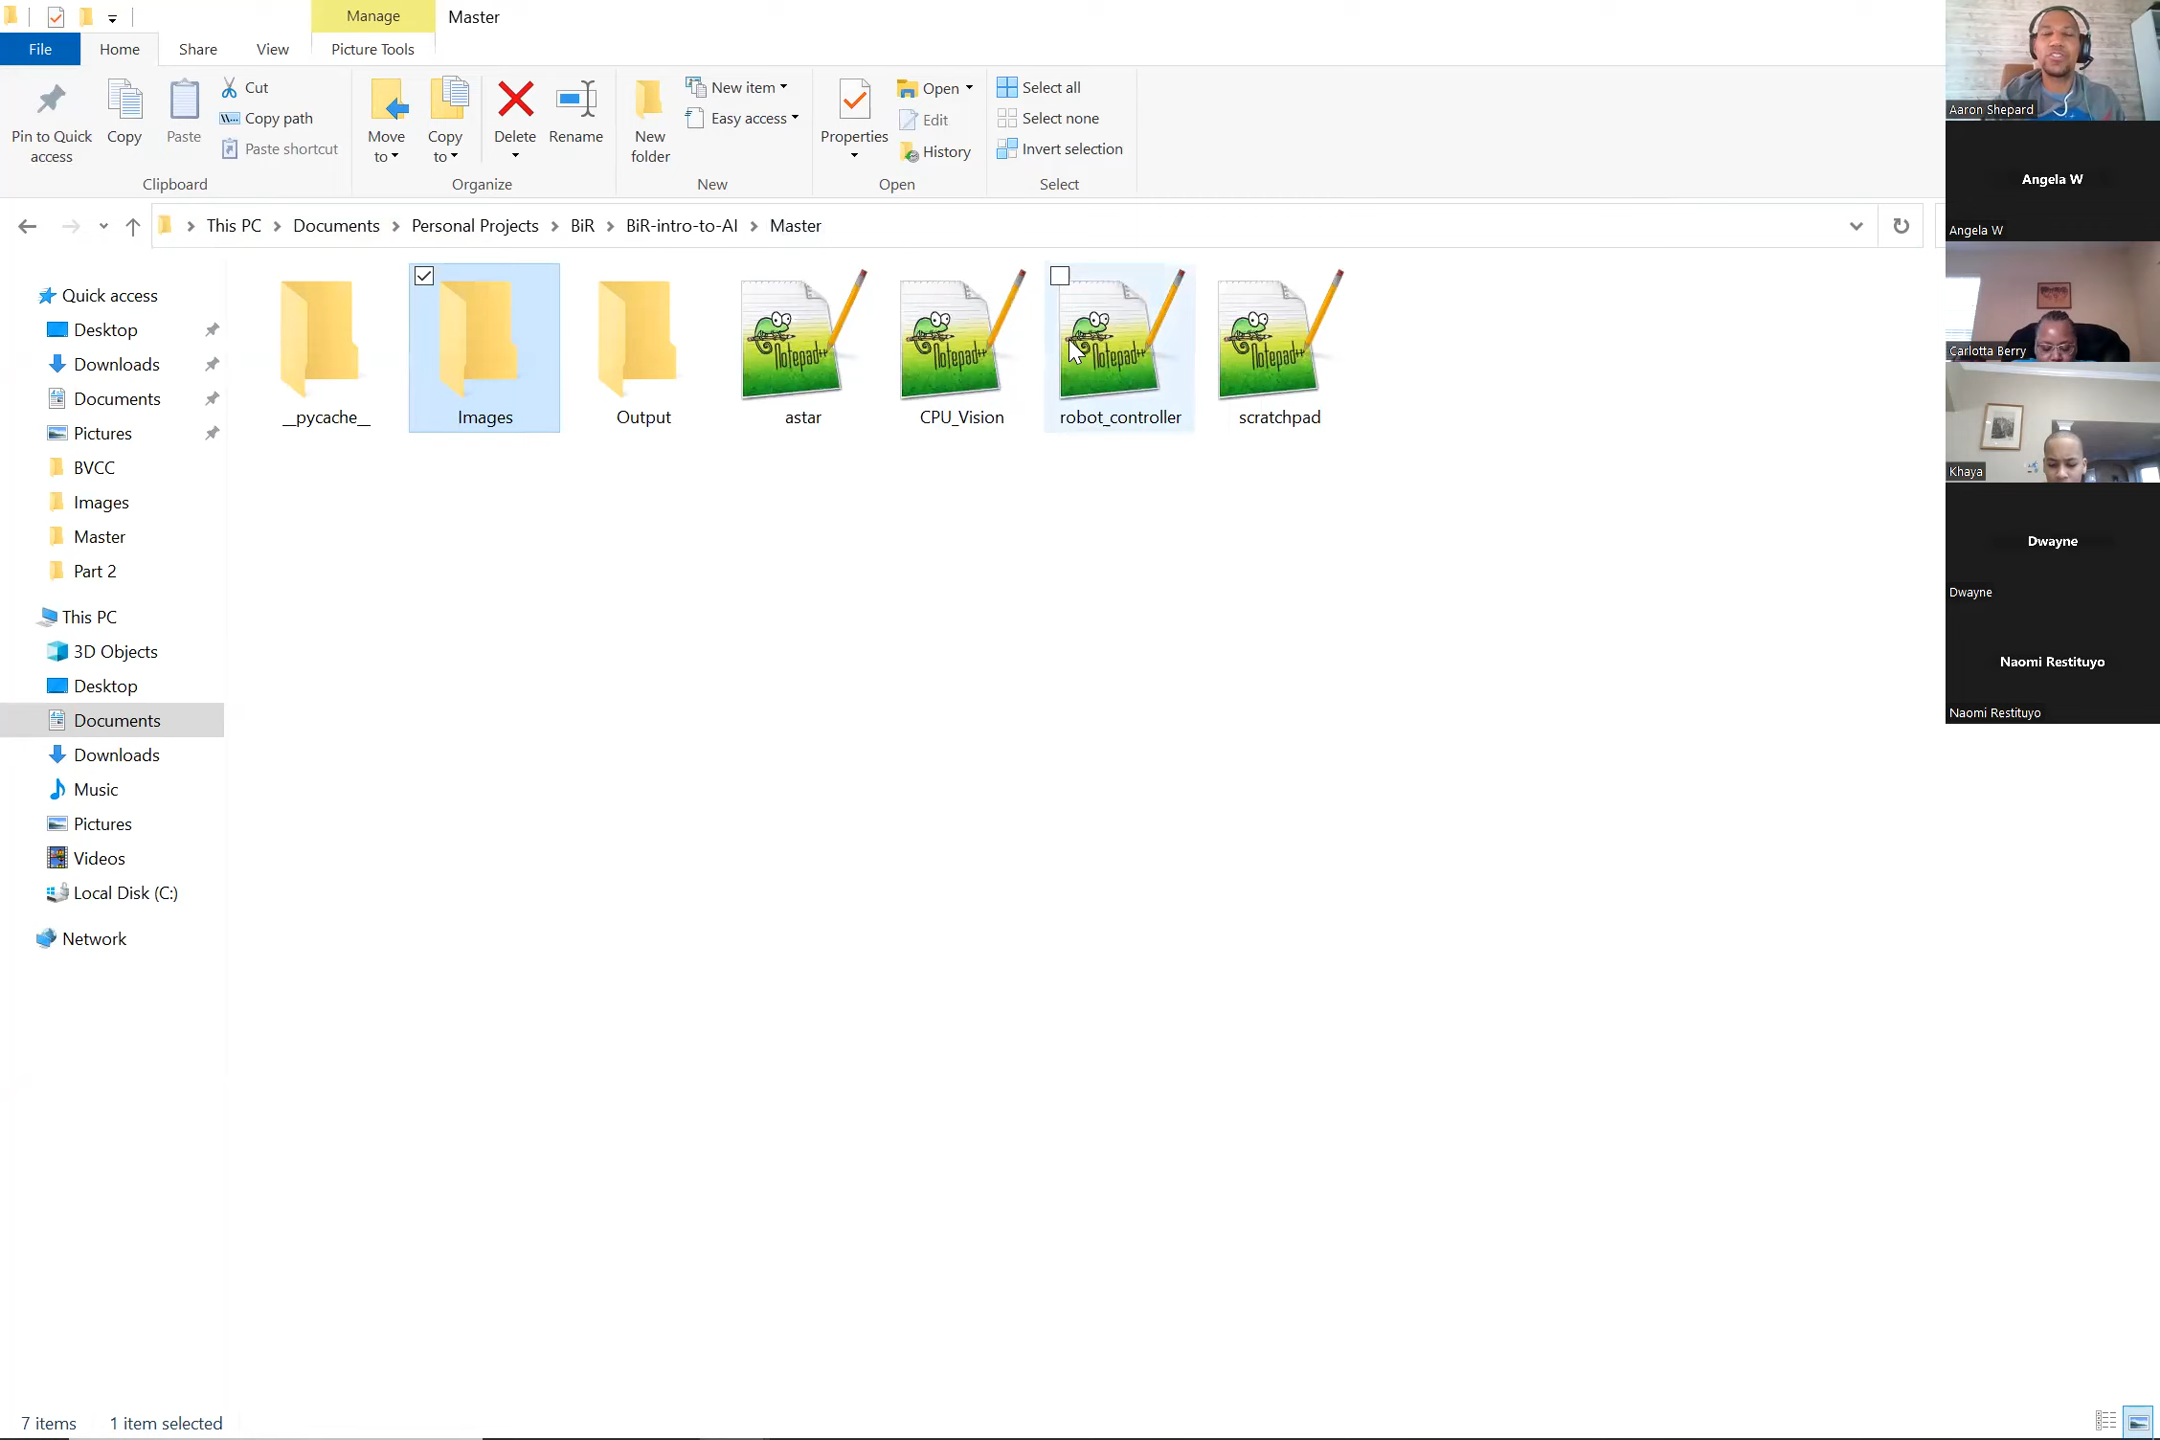 Manage
Master
File
Home
Share
View
Picture Tools
Pin to Quick
access
Copy
Paste
Cut
Copy path
Paste shortcut
Clipboard
Move
to
Copy
to
Delete
Rename
Organize
New
folder
New item
Easy access
New
Properties
Open
Edit
History
Open
Select all
Select none
Invert selection
Select
This PC
Documents
Personal Projects
BiR
BiR-intro-to-AI
Master
Quick access
Desktop
Downloads
Documents
Pictures
BVCC
Images
Master
Part 2
This PC
3D Objects
Desktop
Documents
Downloads
Music
Pictures
Videos
Local Disk (C:)
Network
__pycache__
Images
Output
Notepad++
astar
Notepad++
CPU_Vision
Notepad++
robot_controller
Notepad++
scratchpad
Aaron Shepard
Angela W
Angela W
Carlotta Berry
Khaya
Dwayne
Dwayne
Naomi Restituyo
Naomi Restituyo
7 items
1 item selected